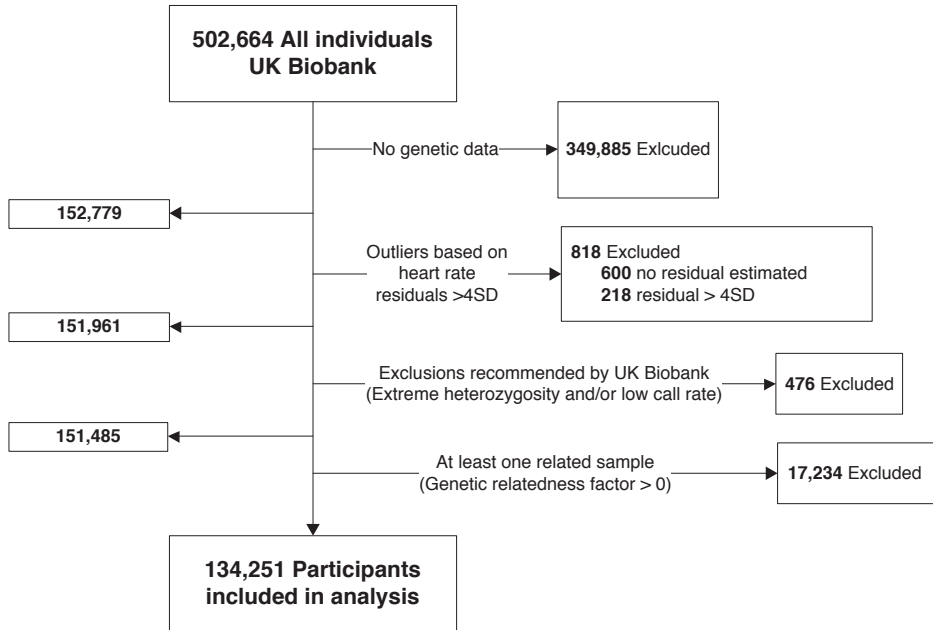 502,664 All individuals
UK Biobank
No genetic data
349,885 Exlcuded
152,779
Outliers based on
heart rate
residuals >4SD
818 Excluded
600 no residual estimated
218 residual > 4SD
151,961
Exclusions recommended by UK Biobank
(Extreme heterozygosity and/or low call rate)
476 Excluded
151,485
At least one related sample
(Genetic relatedness factor > 0)
17,234 Excluded
134,251 Participants
included in analysis